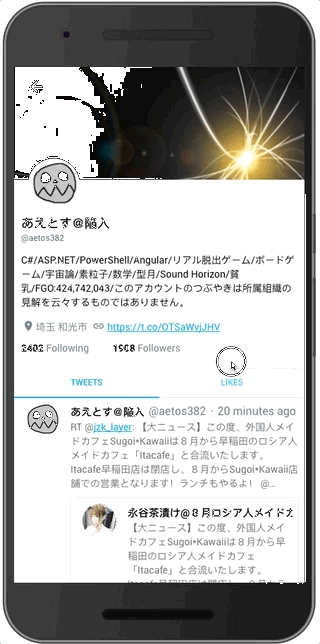 あえとす@陥入
@aetos382
C#/ASP.NET/PowerShell/Angular/リアル脱出ゲーム/ボードゲ
ーム/宇宙論/素粒子/数学/型月/Sound Horizon/貧
乳/FGO:424,742,043/このアカウントのつぶやきは所属組織の
見解を云々するものではありません。
埼玉 和光市 https://t.co/OTSaWvjJHV
2402 Following 1508 Followers
TWEETS LIKES
あえとす@陥入 @aetos382 · 20 minutes ago
RT @jzk_layer: 【大ニュース】この度、外国人メイ
ドカフェSugoi•Kawaiiは８月から早稲田のロシア人
メイドカフェ「Itacafe」と合流いたします。
Itacafe早稲田店は閉店し、８月からSugoi•Kawaii店
舗での営業となります！ランチもやるよ！ @...
永谷茶漬け@８月ロシア人メイドカ
【大ニュース】この度、外国人メイ
ドカフェSugoi•Kawaiiは８月から早
稲田のロシア人メイドカフェ
「Itacafe」と合流いたします。